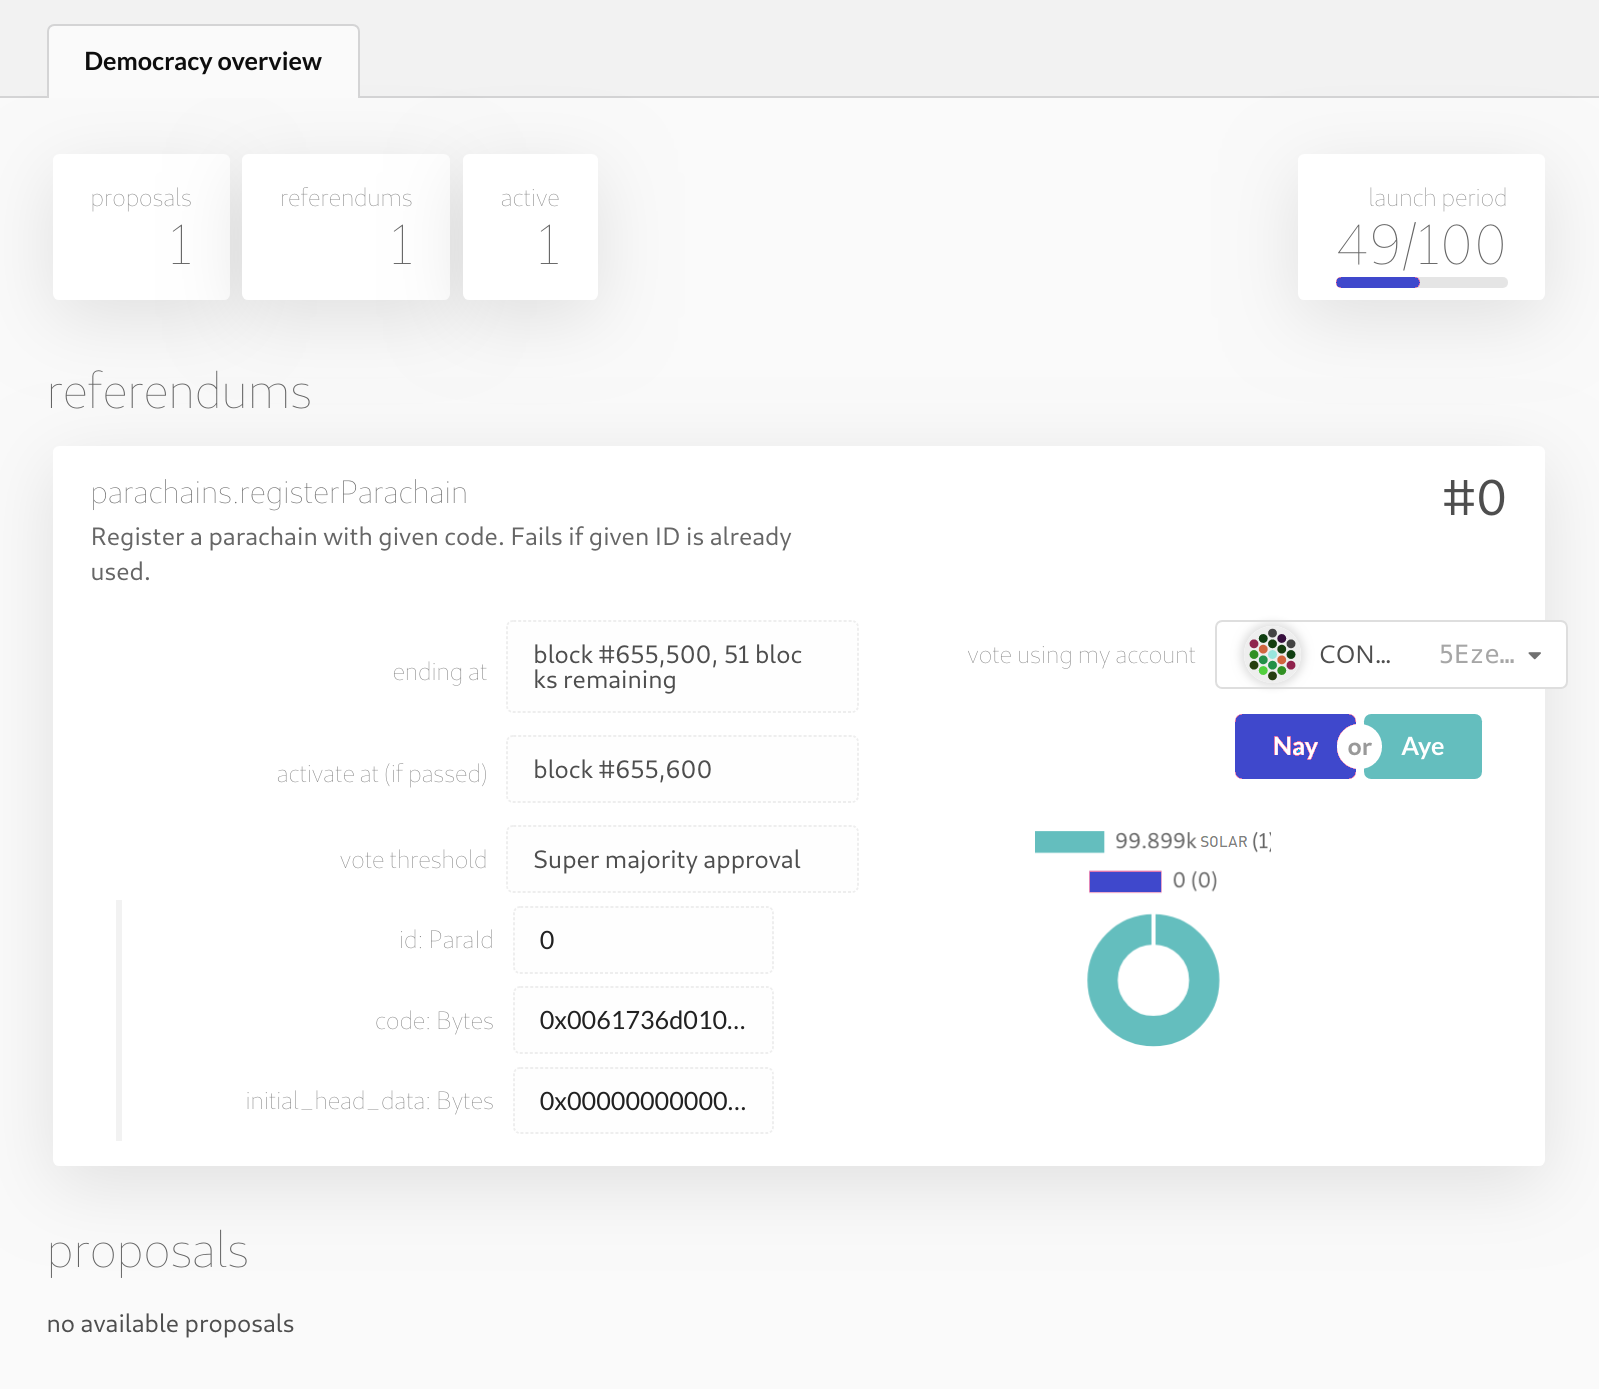 Democracy overview
proposals
1
referendums
1
active
1
launch period
49/100
referendums
parachains.registerParachain
#0
Register a parachain with given code. Fails if given ID is already
used.
ending at
block #655,500, 51 bloc
ks remaining
activate at (if passed)
block #655,600
vote threshold
Super majority approval
id: ParaId
0
code: Bytes
0x0061736d010...
initial_head_data: Bytes
0x00000000000...
vote using my account
CON...
5Eze...
Nay or Aye
99.899k SOLAR (1)
0 (0)
proposals
no available proposals